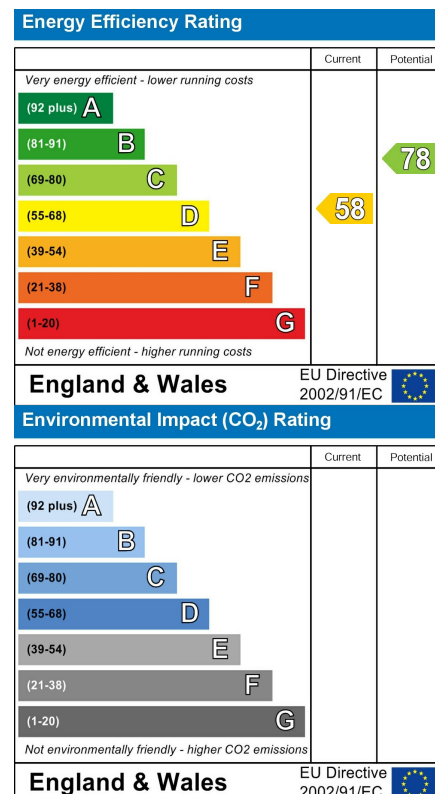 Energy Efficiency Rating
Current Potential
Very energy efficient - lower running costs
(92 plus) A
(81-91) B
78
(69-80) C
(55-68) D
58
(39-54) E
(21-38) F
(1-20) G
Not energy efficient - higher running costs
England & Wales
EU Directive
2002/91/EC
Environmental Impact (CO₂) Rating
Current Potential
Very environmentally friendly - lower CO2 emissions
(92 plus) A
(81-91) B
(69-80) C
(55-68) D
(39-54) E
(21-38) F
(1-20) G
Not environmentally friendly - higher CO2 emissions
England & Wales
EU Directive
2002/91/EC